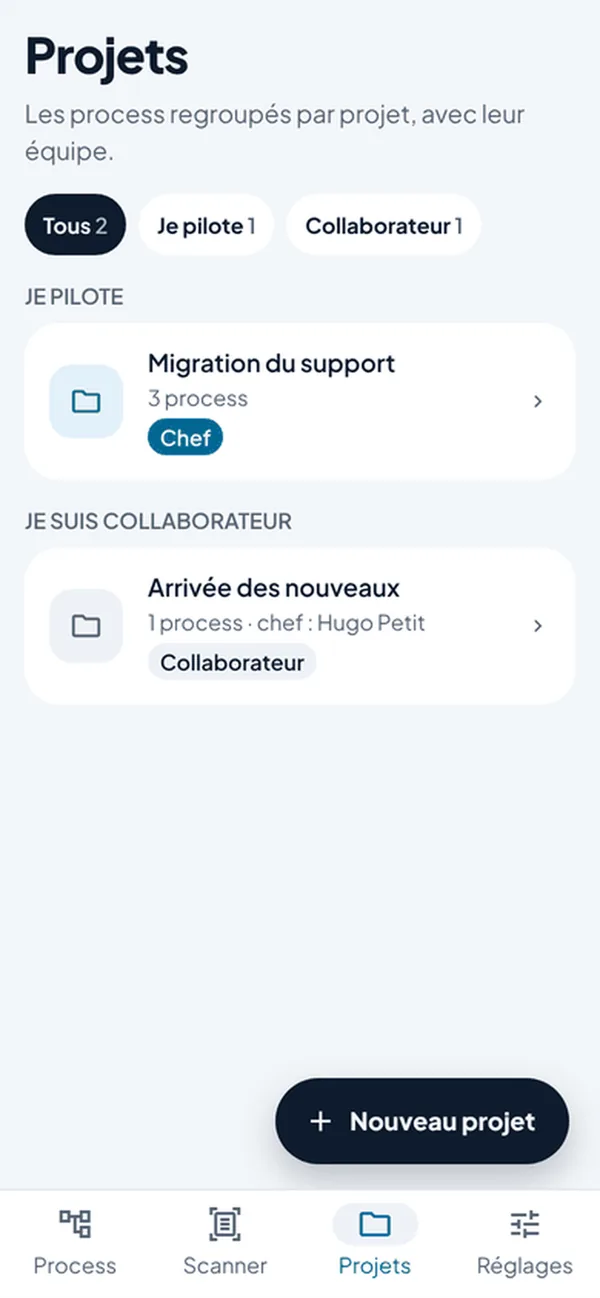 Projets
Les process regroupés par projet, avec leur
équipe.
Tous 2
Je pilote 1
Collaborateur 1
JE PILOTE
Migration du support
3 process
Chef
JE SUIS COLLABORATEUR
Arrivée des nouveaux
1 process · chef : Hugo Petit
Collaborateur
+ Nouveau projet
Process
Scanner
Projets
Réglages